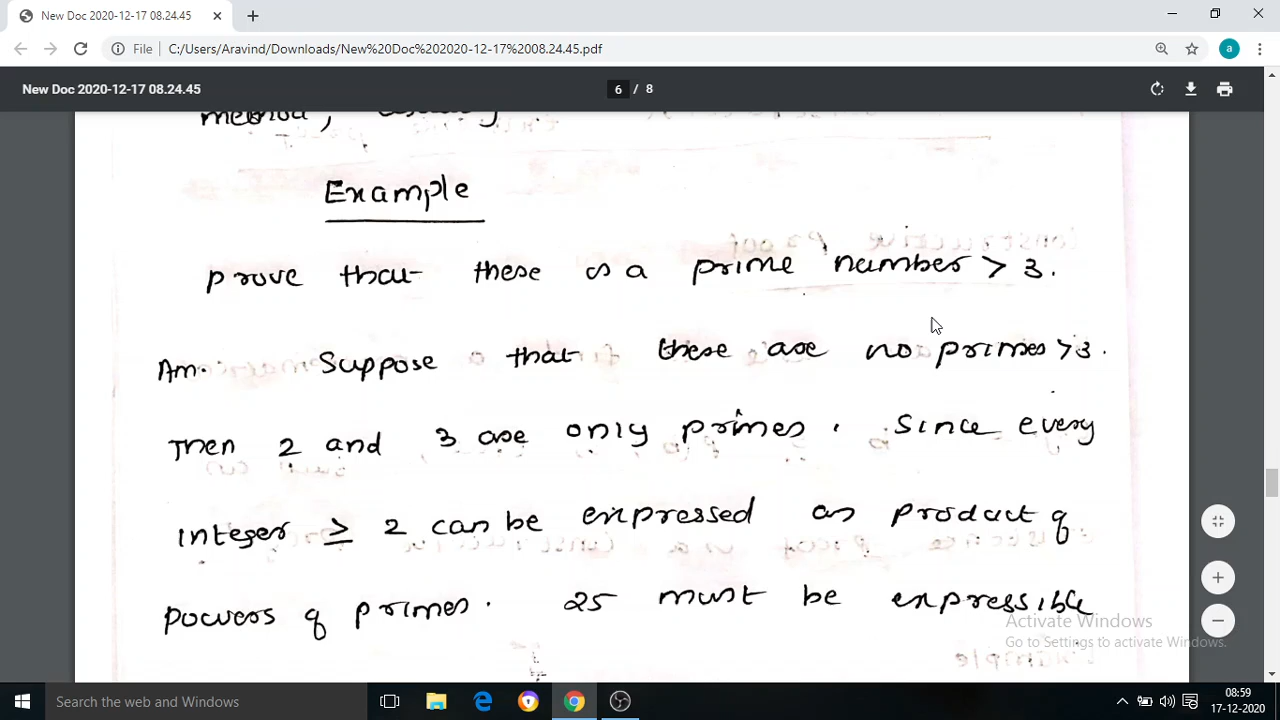 New Doc 2020-12-17 08.24.45
File C:/Users/Aravind/Downloads/New%20Doc%202020-12-17%2008.24.45.pdf
a
New Doc 2020-12-17 08.24.45
6 / 8
method,
Example
prove that there is a prime number > 3.
Ans. Suppose that there are no primes > 3.
Then 2 and 3 are only primes. Since every
integer ≥ 2 can be expressed as product of
powers of primes. 25 must be expressible
Activate Windows
Go to Settings to activate Windows.
Search the web and Windows
08:59
17-12-2020